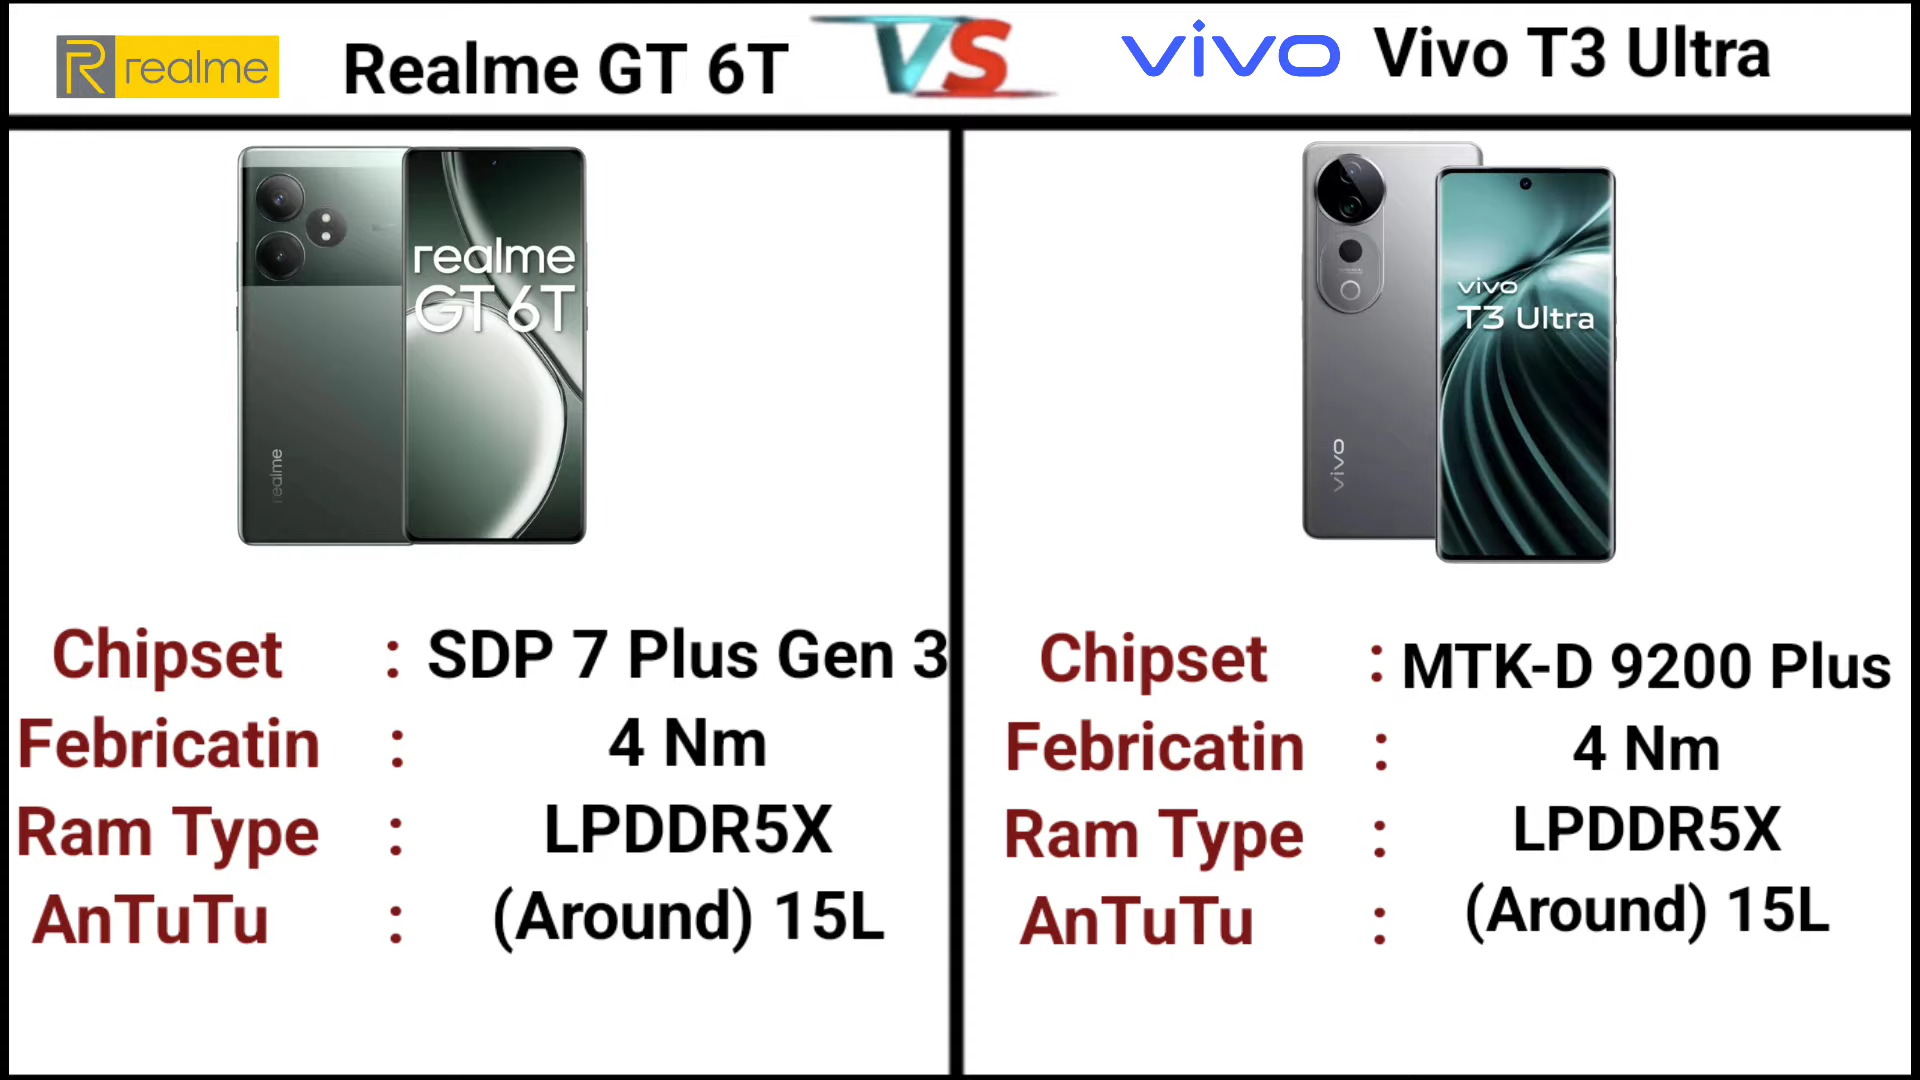 realme
Realme GT 6T
VS
vivo
Vivo T3 Ultra
realme
GT 6T
realme
Chipset : SDP 7 Plus Gen 3
Febricatin : 4 Nm
Ram Type : LPDDR5X
AnTuTu : (Around) 15L
vivo
T3 Ultra
vivo
Chipset : MTK-D 9200 Plus
Febricatin : 4 Nm
Ram Type : LPDDR5X
AnTuTu : (Around) 15L